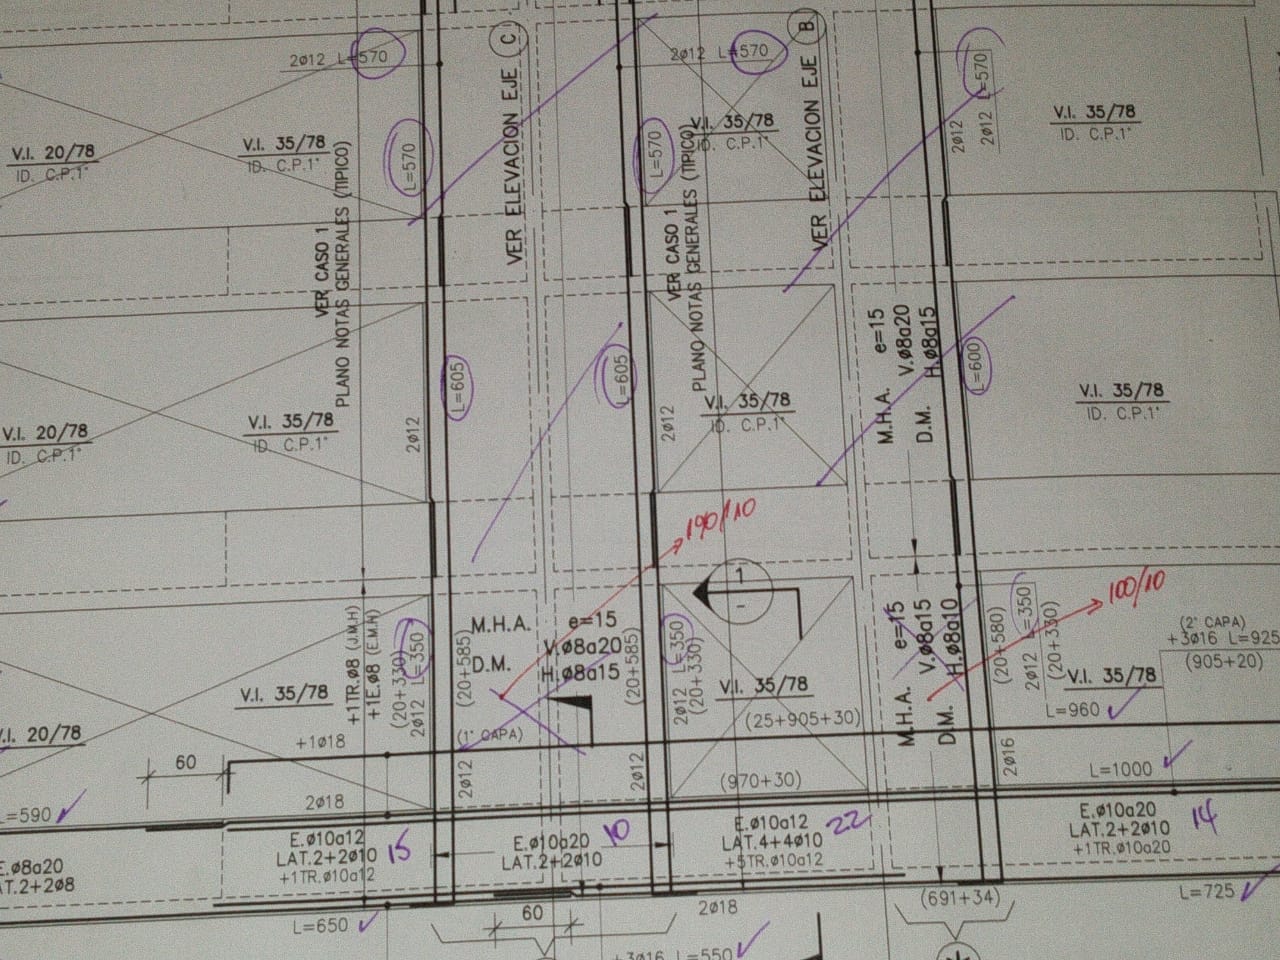 C
B
2ø12 L=570
2ø12 L=570
2ø12
2ø12 L=570
V.I. 20/78
ID. C.P.1°
V.I. 35/78
ID. C.P.1°
L=570
VER ELEVACION EJE
L=570
V.I. 35/78
ID. C.P.1°
VER ELEVACION EJE
V.I. 35/78
ID. C.P.1°
VER CASO 1
PLANO NOTAS GENERALES (TIPICO)
VER CASO 1
PLANO NOTAS GENERALES (TIPICO)
M.H.A. e=15
V.ø8a20
D.M. H.ø8a15
L=605
L=605
L=600
V.I. 20/78
ID. C.P.1°
V.I. 35/78
ID. C.P.1°
2ø12
2ø12
V.I. 35/78
ID. C.P.1°
V.I. 35/78
ID. C.P.1°
190/10
1
-
100/10
+1TR.ø8 (J.M.H)
+1E.ø8 (E.M.N)
(20+330)
2ø12 L=350
(20+585)
M.H.A. e=15
V.ø8a20
D.M. H.ø8a15
(20+585)
2ø12 L=350
(20+330)
M.H.A. e=15
V.ø8a15
D.M. H.ø8a10
(20+580)
2ø12 L=350
(20+330)
(2° CAPA)
+3ø16 L=925
(905+20)
V.I. 20/78
V.I. 35/78
V.I. 35/78
V.I. 35/78
L=960
(25+905+30)
+1ø18
(1° CAPA)
60
2ø18
2ø12
2ø12
(970+30)
2ø16
L=1000
L=590
E.ø8a20
LAT.2+2ø8
E.ø10a12
LAT.2+2ø10
+1TR.ø10a12
15
E.ø10a20
LAT.2+2ø10
10
E.ø10a12
LAT.4+4ø10
+5TR.ø10a12
22
E.ø10a20
LAT.2+2ø10
+1TR.ø10a20
14
L=650
60
2ø18
(691+34)
L=725
+3ø16 L=550